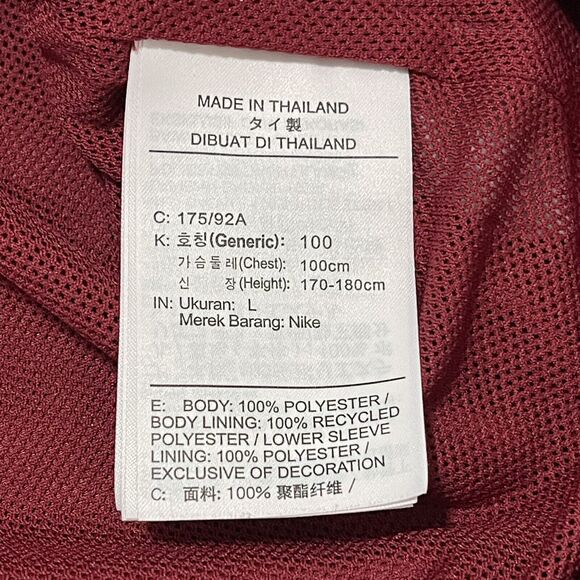 MADE IN THAILAND
タイ製
DIBUAT DI THAILAND
C: 175/92A
K: 호칭(Generic): 100
가슴둘레(Chest): 100cm
신 장(Height): 170-180cm
IN: Ukuran: L
Merek Barang: Nike
E: BODY: 100% POLYESTER /
BODY LINING: 100% RECYCLED
POLYESTER / LOWER SLEEVE
LINING: 100% POLYESTER /
EXCLUSIVE OF DECORATION
C: 面料: 100% 聚酯纤维 /